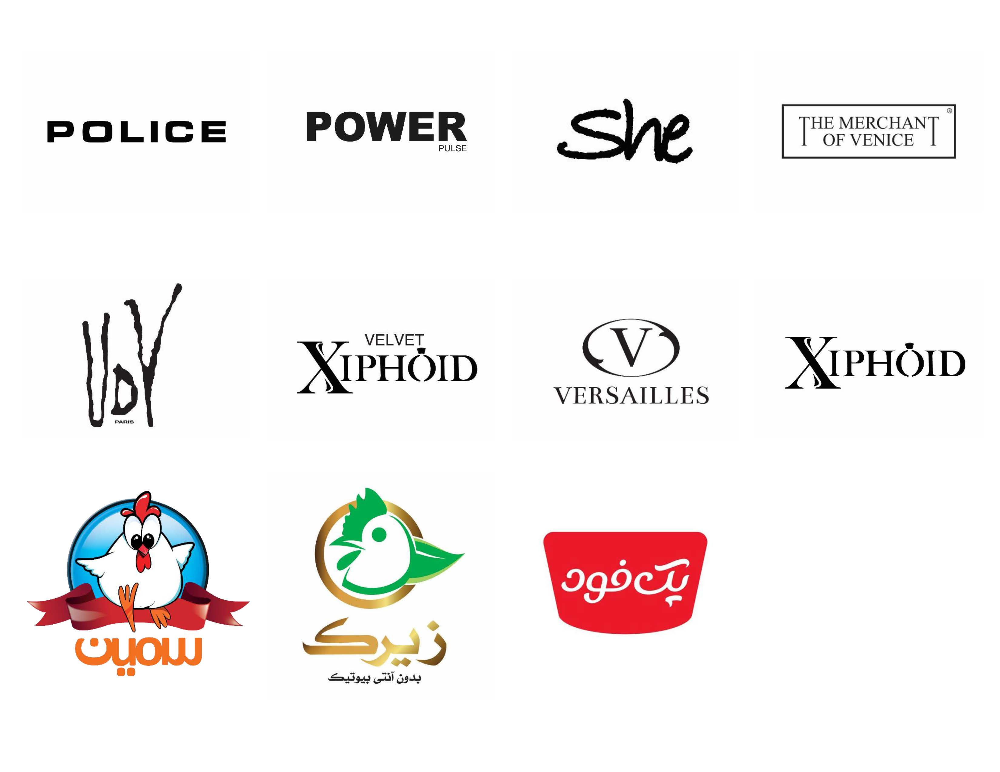 POLICE
POWER
PULSE
She
THE MERCHANT
OF VENICE
®
UDV
PARIS
VELVET
XIPHOID
V
VERSAILLES
XIPHOID
سمین
زیرک
بدون آنتی بیوتیک
پک فود